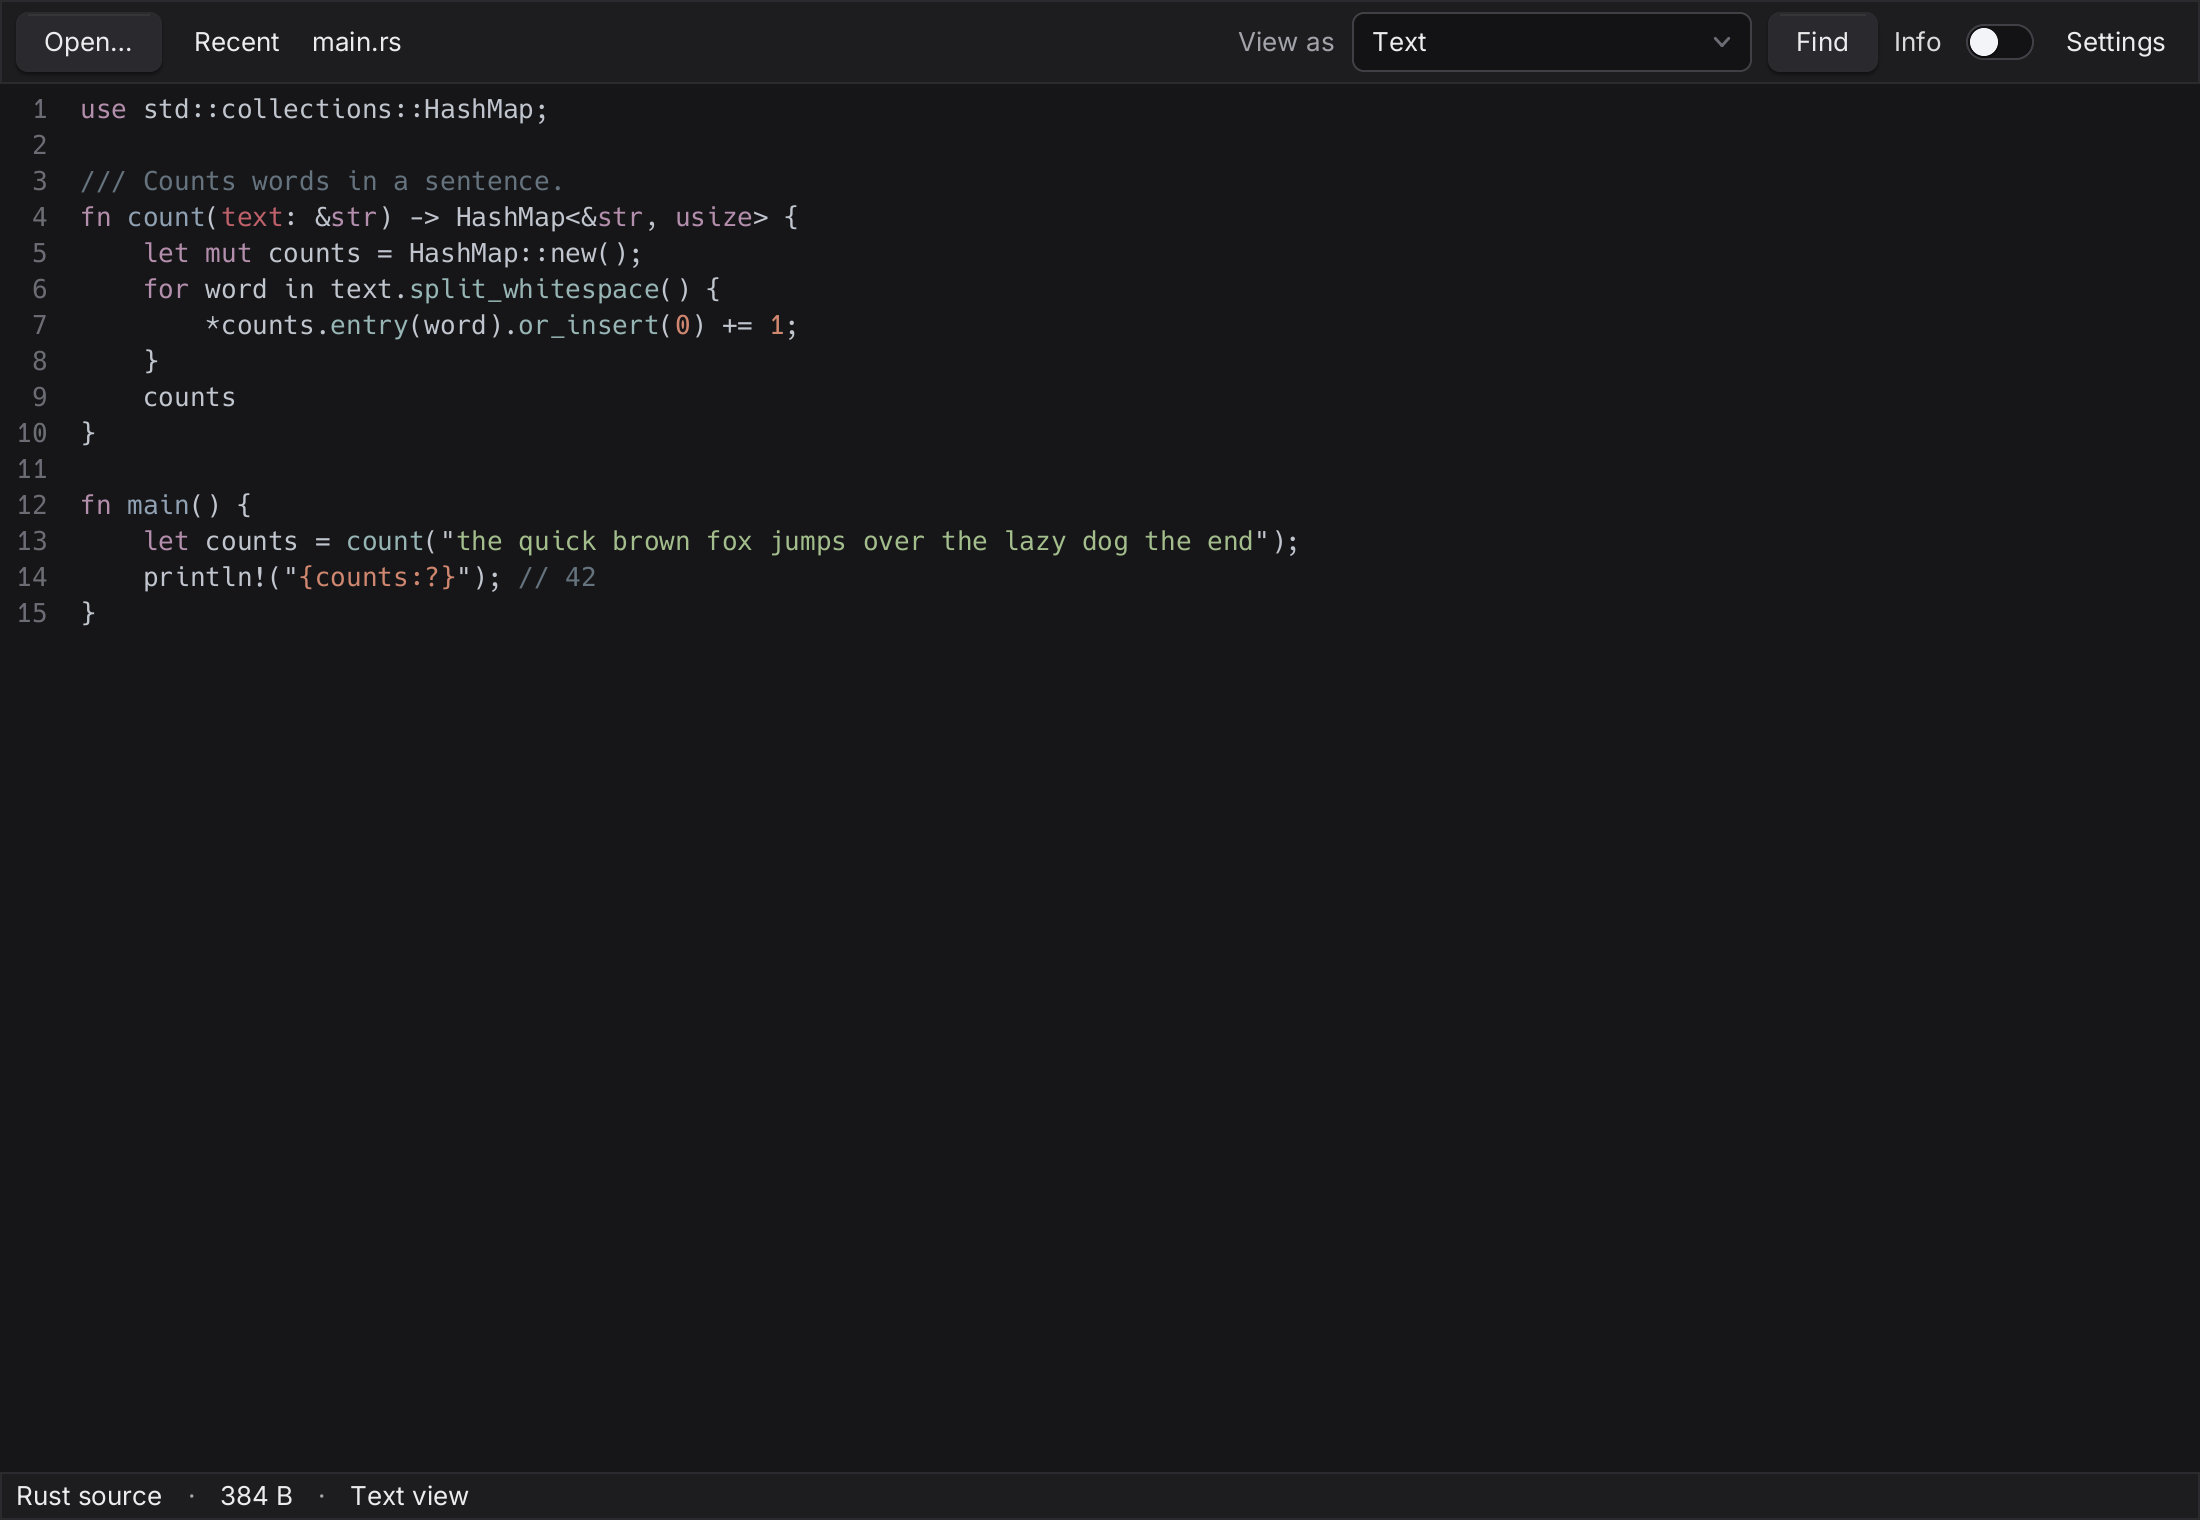 Open... Recent main.rs View as Text Find Info Settings
1 use std::collections::HashMap;
2
3 /// Counts words in a sentence.
4 fn count(text: &str) -> HashMap<&str, usize> {
5     let mut counts = HashMap::new();
6     for word in text.split_whitespace() {
7         *counts.entry(word).or_insert(0) += 1;
8     }
9     counts
10 }
11
12 fn main() {
13     let counts = count("the quick brown fox jumps over the lazy dog the end");
14     println!("{counts:?}"); // 42
15 }
Rust source · 384 B · Text view